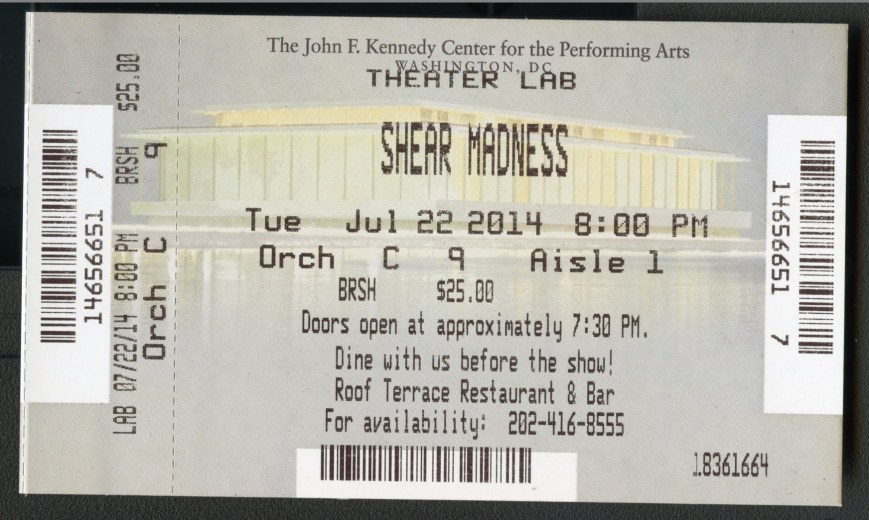 The John F. Kennedy Center for the Performing Arts
WASHINGTON, DC
THEATER LAB
SHEAR MADNESS
Tue Jul 22 2014 8:00 PM
Orch C 9 Aisle 1
BRSH $25.00
Doors open at approximately 7:30 PM.
Dine with us before the show!
Roof Terrace Restaurant & Bar
For availability: 202-416-8555
18361664
14656651 7
LAB 07/22/14 8:00 PM BRSH $25.00
Orch C 9
14656651 7